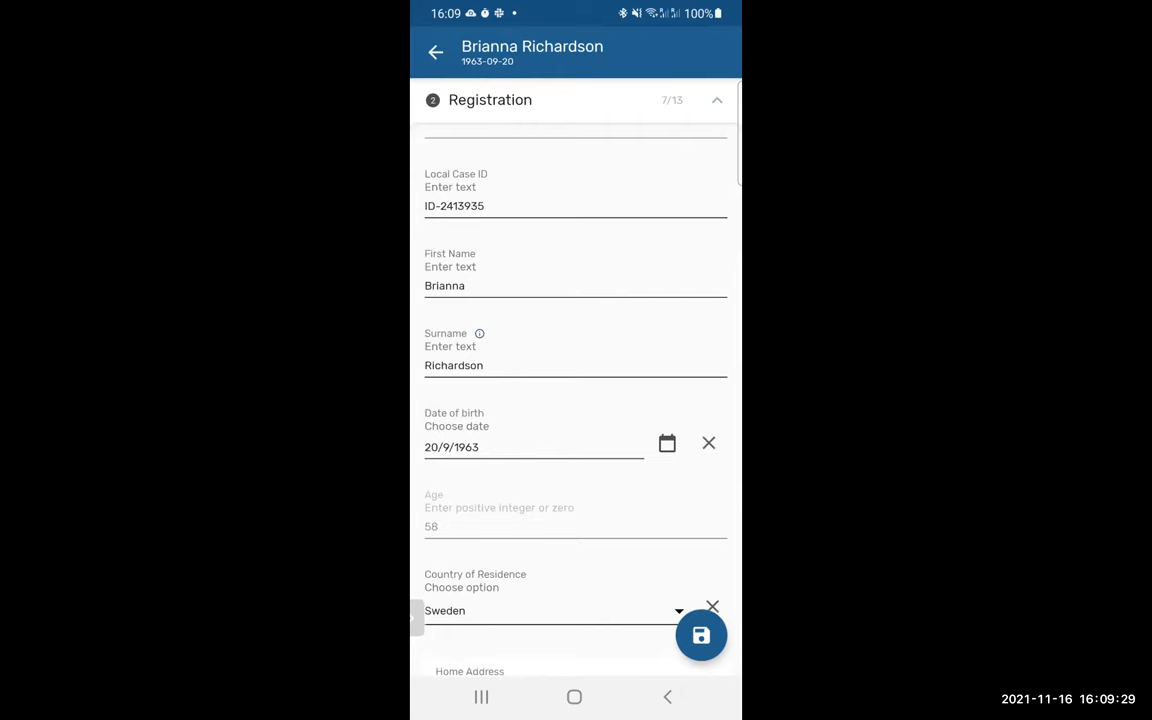 16:09
100%
Brianna Richardson
1963-09-20
2 Registration 7/13
Local Case ID
Enter text
ID-2413935
First Name
Enter text
Brianna
Surname
Enter text
Richardson
Date of birth
Choose date
20/9/1963
Age
Enter positive integer or zero
58
Country of Residence
Choose option
Sweden
Home Address
2021-11-16 16:09:29